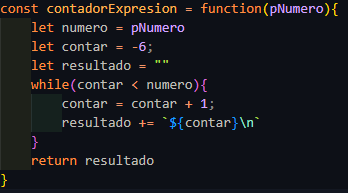 const contadorExpresion = function(pNumero){
    let numero = pNumero
    let contar = -6;
    let resultado = ""
    while(contar < numero){
        contar = contar + 1;
        resultado += `${contar}\n`
    }
    return resultado
}